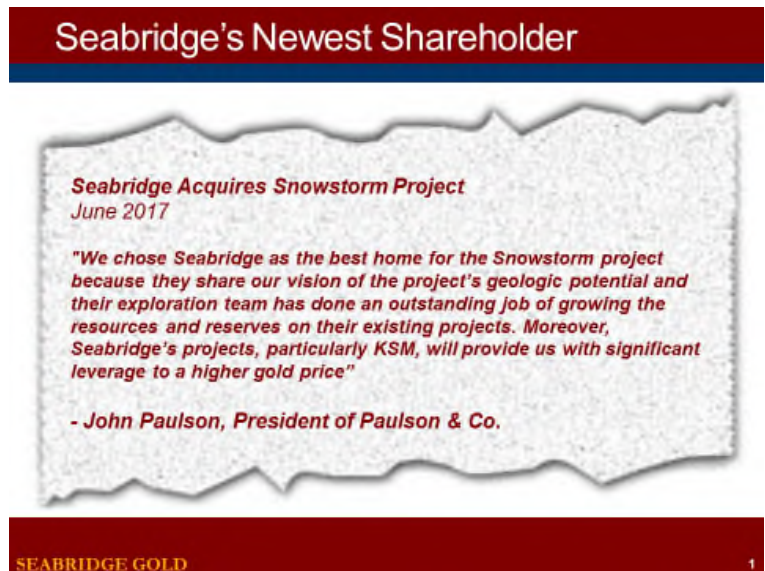 Seabridge's Newest Shareholder
Seabridge Acquires Snowstorm Project
June 2017
"We chose Seabridge as the best home for the Snowstorm project
because they share our vision of the project's geologic potential and
their exploration team has done an outstanding job of growing the
resources and reserves on their existing projects. Moreover,
Seabridge's projects, particularly KSM, will provide us with significant
leverage to a higher gold price”
- John Paulson, President of Paulson & Co.
SEABRIDGE GOLD
1